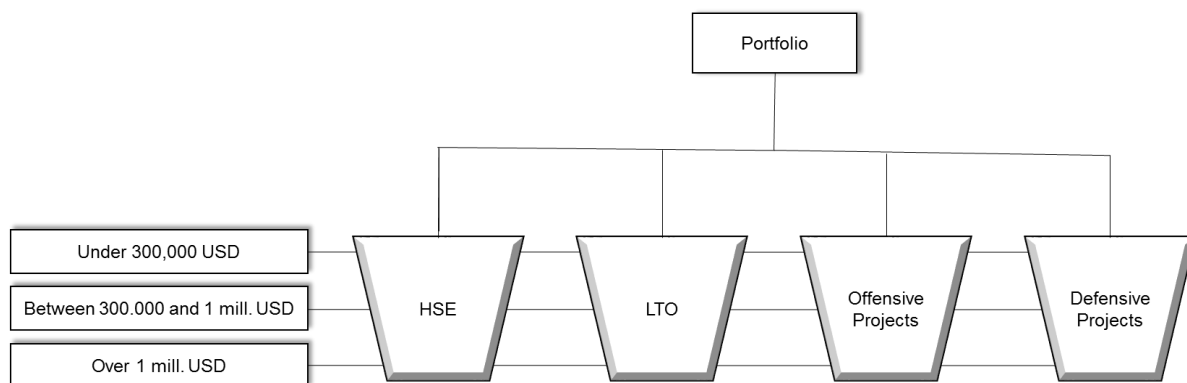 Portfolio
Under 300,000 USD
Between 300.000 and 1 mill. USD
Over 1 mill. USD
HSE
LTO
Offensive
Projects
Defensive
Projects